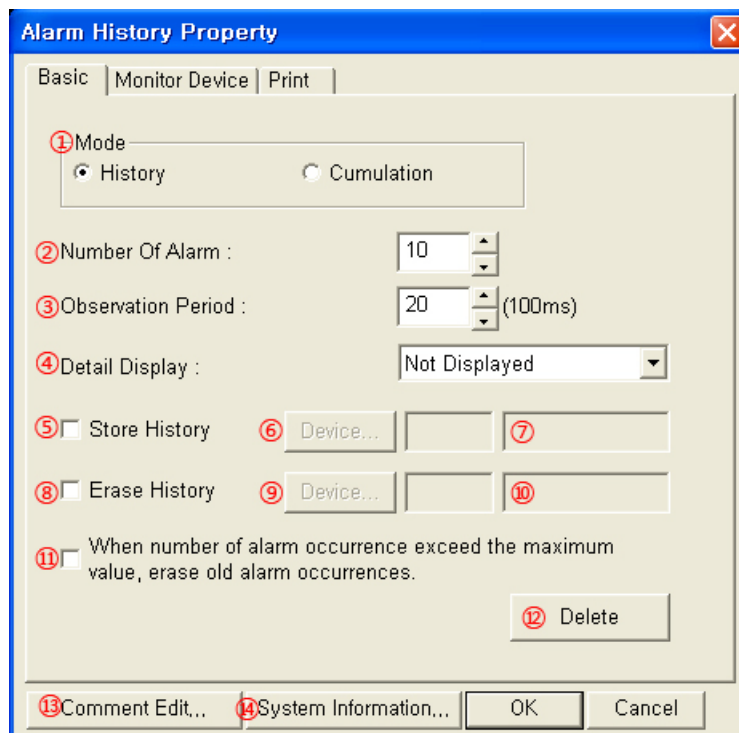 Alarm History Property
Basic Monitor Device Print
①Mode
History Cumulation
②Number Of Alarm : 10
③Observation Period : 20 (100ms)
④Detail Display : Not Displayed
⑤ Store History ⑥ Device... ⑦
⑧ Erase History ⑨ Device... ⑩
⑪ When number of alarm occurrence exceed the maximum
value, erase old alarm occurrences.
⑫ Delete
⑬Comment Edit,,, ⑭System Information,,, OK Cancel